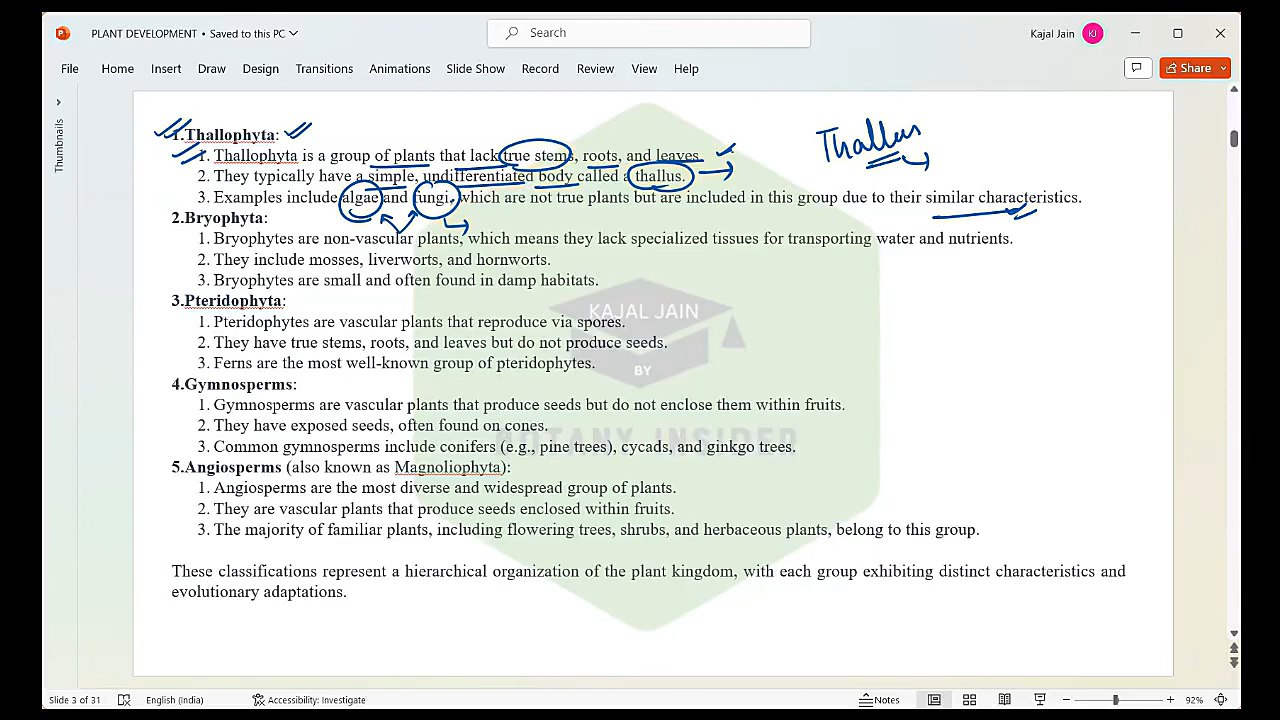 PLANT DEVELOPMENT • Saved to this PC
Search
Kajal Jain
KJ
File Home Insert Draw Design Transitions Animations Slide Show Record Review View Help
Share
Thumbnails
1.Thallophyta:
1. Thallophyta is a group of plants that lack true stems, roots, and leaves.
2. They typically have a simple, undifferentiated body called a thallus.
3. Examples include algae and fungi, which are not true plants but are included in this group due to their similar characteristics.
Thallus
2.Bryophyta:
1. Bryophytes are non-vascular plants, which means they lack specialized tissues for transporting water and nutrients.
2. They include mosses, liverworts, and hornworts.
3. Bryophytes are small and often found in damp habitats.
3.Pteridophyta:
1. Pteridophytes are vascular plants that reproduce via spores.
2. They have true stems, roots, and leaves but do not produce seeds.
3. Ferns are the most well-known group of pteridophytes.
4.Gymnosperms:
1. Gymnosperms are vascular plants that produce seeds but do not enclose them within fruits.
2. They have exposed seeds, often found on cones.
3. Common gymnosperms include conifers (e.g., pine trees), cycads, and ginkgo trees.
5.Angiosperms (also known as Magnoliophyta):
1. Angiosperms are the most diverse and widespread group of plants.
2. They are vascular plants that produce seeds enclosed within fruits.
3. The majority of familiar plants, including flowering trees, shrubs, and herbaceous plants, belong to this group.
These classifications represent a hierarchical organization of the plant kingdom, with each group exhibiting distinct characteristics and
evolutionary adaptations.
KAJAL JAIN
BY
BOTANY INSIDER
Slide 3 of 31
English (India)
Accessibility: Investigate
Notes
92%